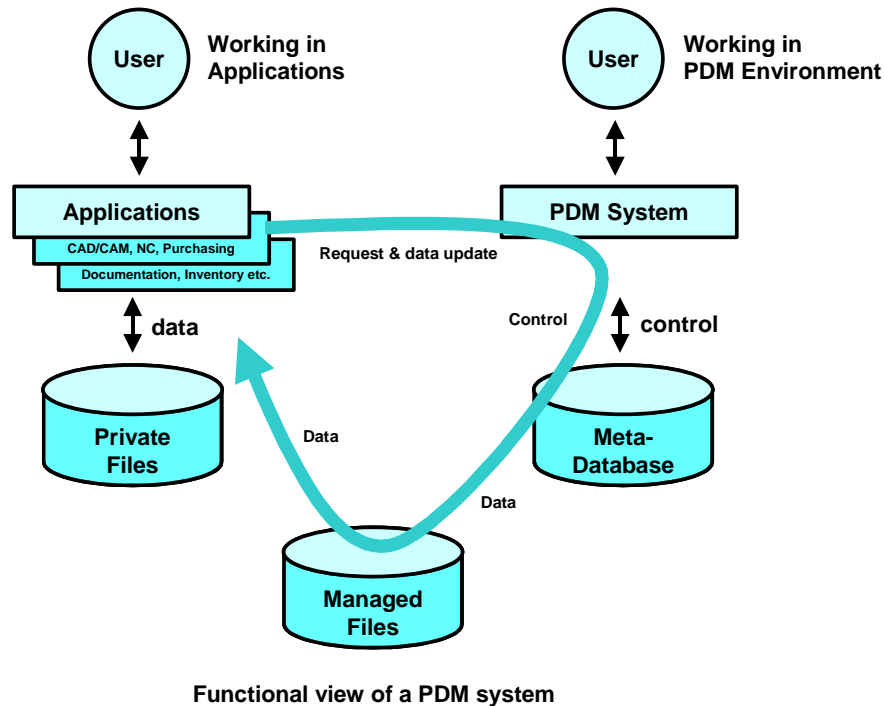 User
Working in
Applications
User
Working in
PDM Environment
Applications
PDM System
CAD/CAM, NC, Purchasing
Documentation, Inventory etc.
Request & data update
data
Control
control
Private
Files
Data
Meta-
Database
Data
Managed
Files
Functional view of a PDM system